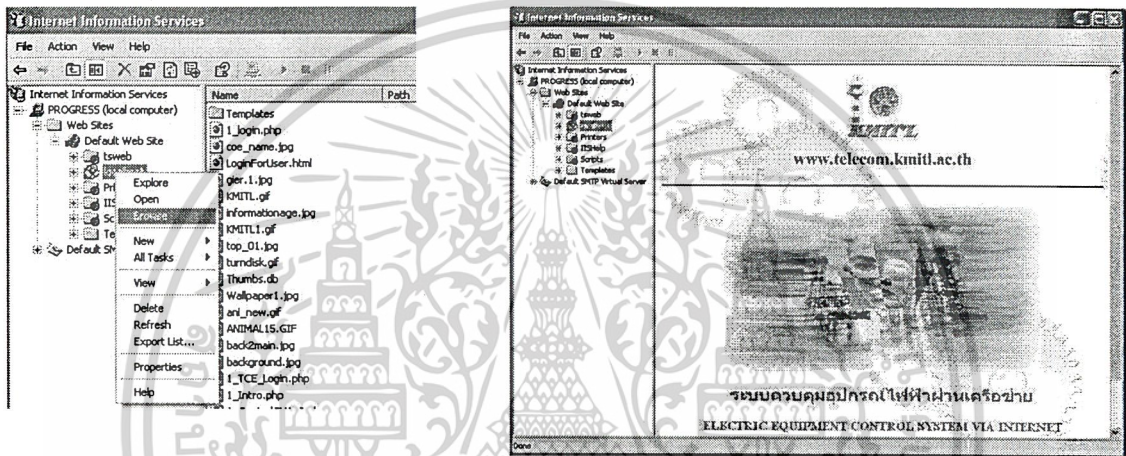 Internet Information Services
File Action View Help
Internet Information Services
PROGRESS (local computer)
Web Sites
Default Web Site
tsweb
Explore
Open
Browse
New
All Tasks
View
Delete
Refresh
Export List...
Properties
Help
Name Path
Templates
1_login.php
coe_name.jpg
LoginForUser.html
gier.1.jpg
KMITL.gif
informationage.jpg
KMITL1.gif
top_01.jpg
turndisk.gif
Thumbs.db
Wallpaper1.jpg
ani_new.gif
ANIMAL15.GIF
back2main.jpg
background.jpg
1_TCE_Login.php
1_Intro.php
Internet Information Services
File Action View Help
Internet Information Services
PROGRESS (local computer)
Web Sites
Default Web Site
tsweb
Printers
IISHelp
Scripts
Templates
Default SMTP Virtual Server
KMITL
www.telecom.kmitl.ac.th
ระบบควบคุมอุปกรณ์ไฟฟ้าผ่านเครือข่าย
ELECTRIC EQUIPMENT CONTROL SYSTEM VIA INTERNET
Done